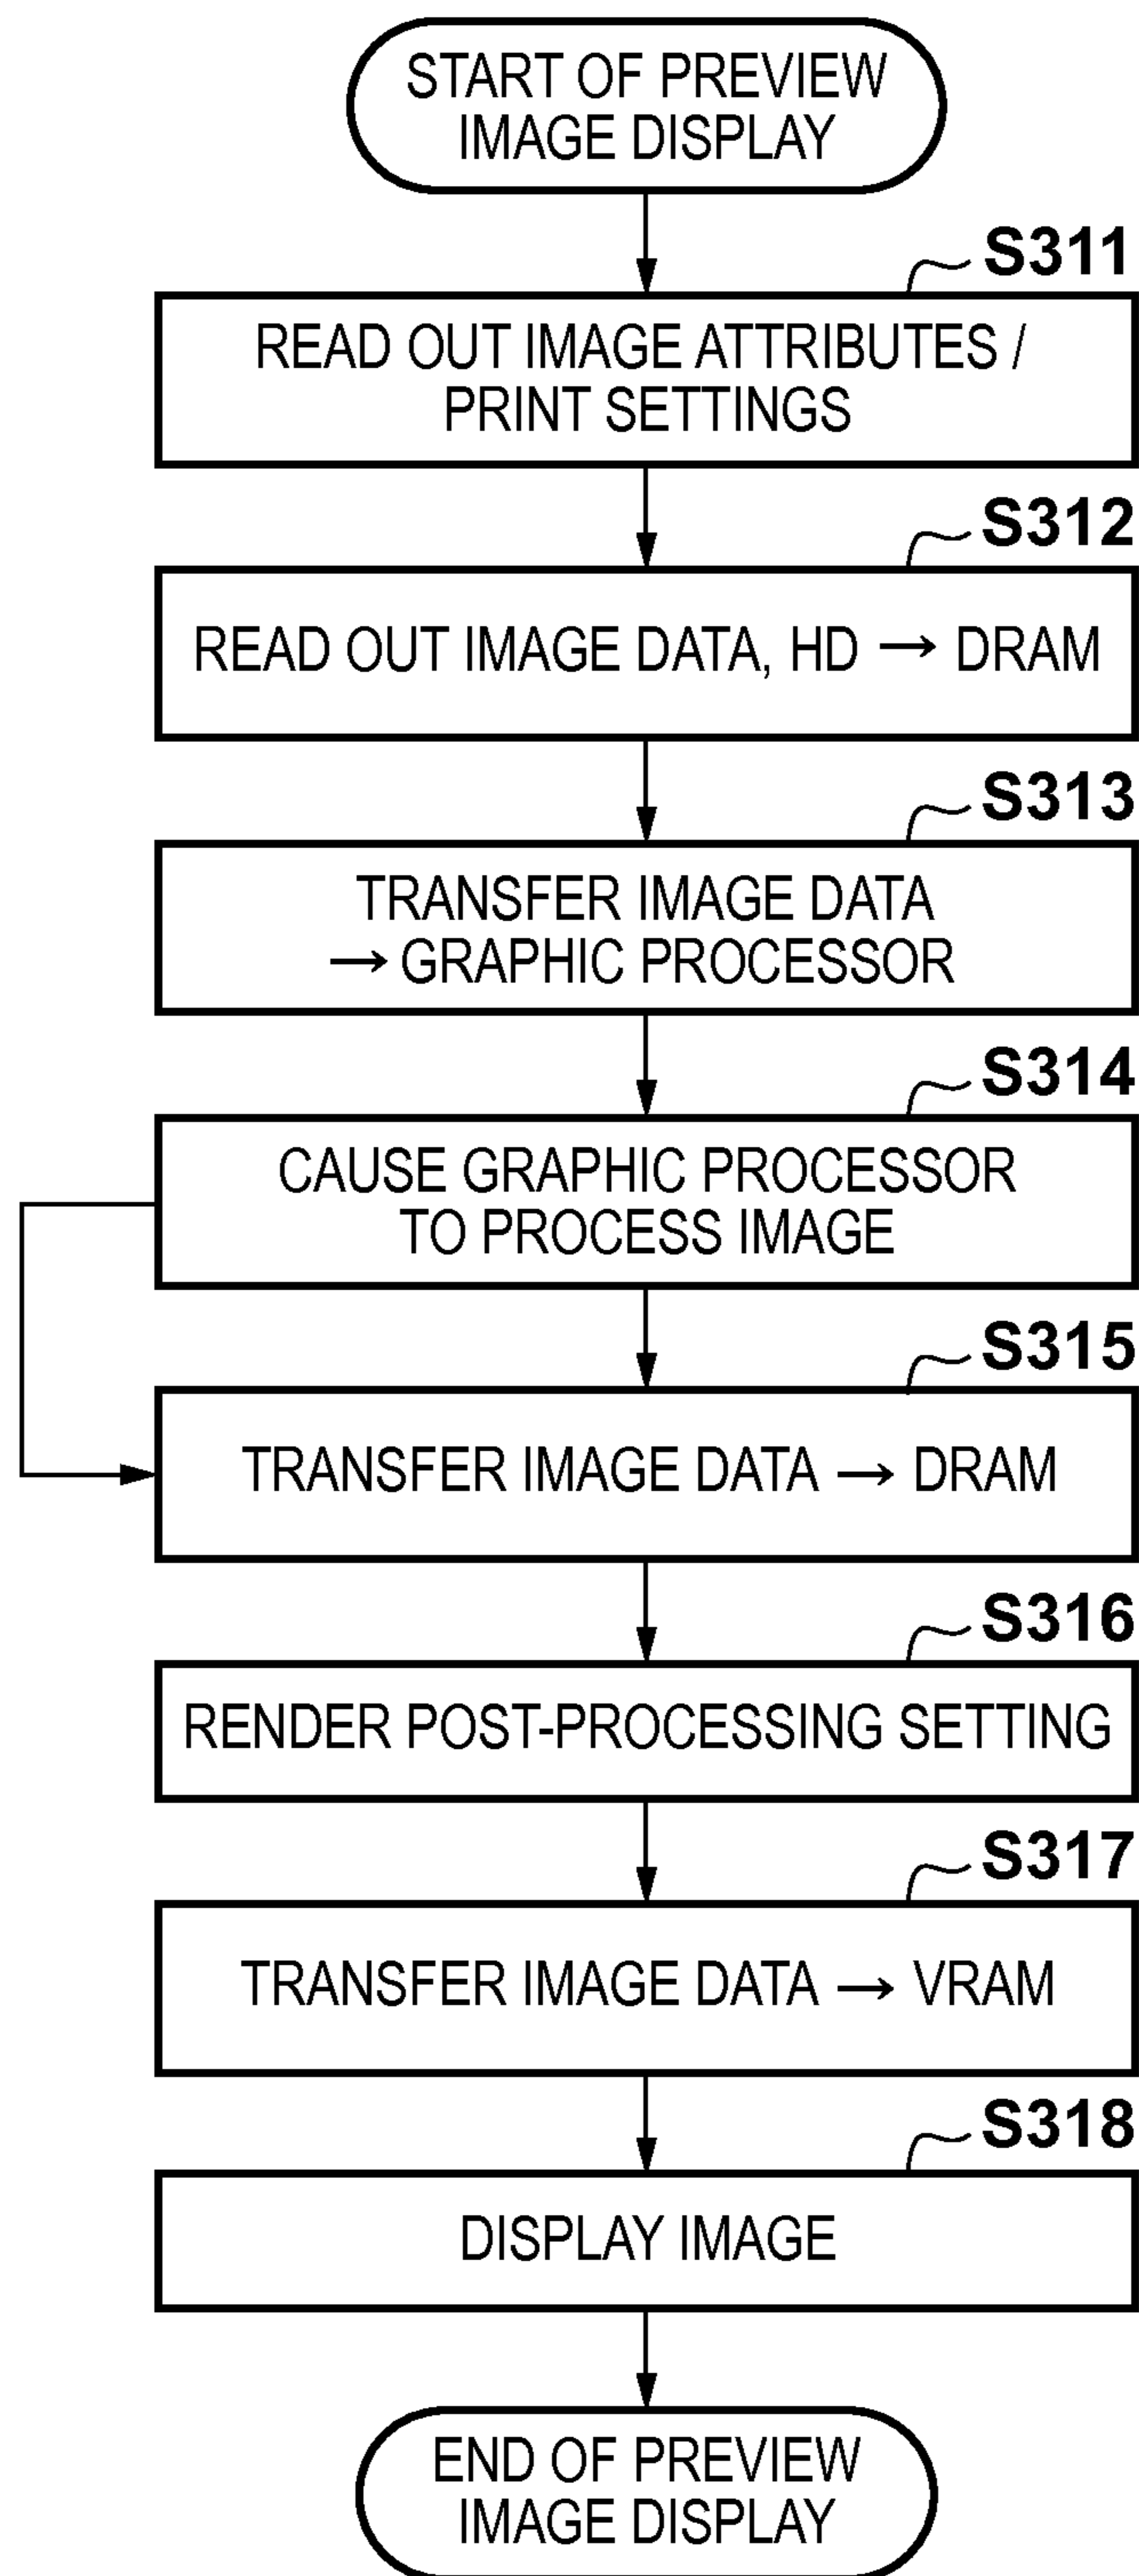 START OF PREVIEW
IMAGE DISPLAY
S311
READ OUT IMAGE ATTRIBUTES /
PRINT SETTINGS
S312
READ OUT IMAGE DATA, HD → DRAM
S313
TRANSFER IMAGE DATA
→ GRAPHIC PROCESSOR
S314
CAUSE GRAPHIC PROCESSOR
TO PROCESS IMAGE
S315
TRANSFER IMAGE DATA → DRAM
S316
RENDER POST-PROCESSING SETTING
S317
TRANSFER IMAGE DATA → VRAM
S318
DISPLAY IMAGE
END OF PREVIEW
IMAGE DISPLAY